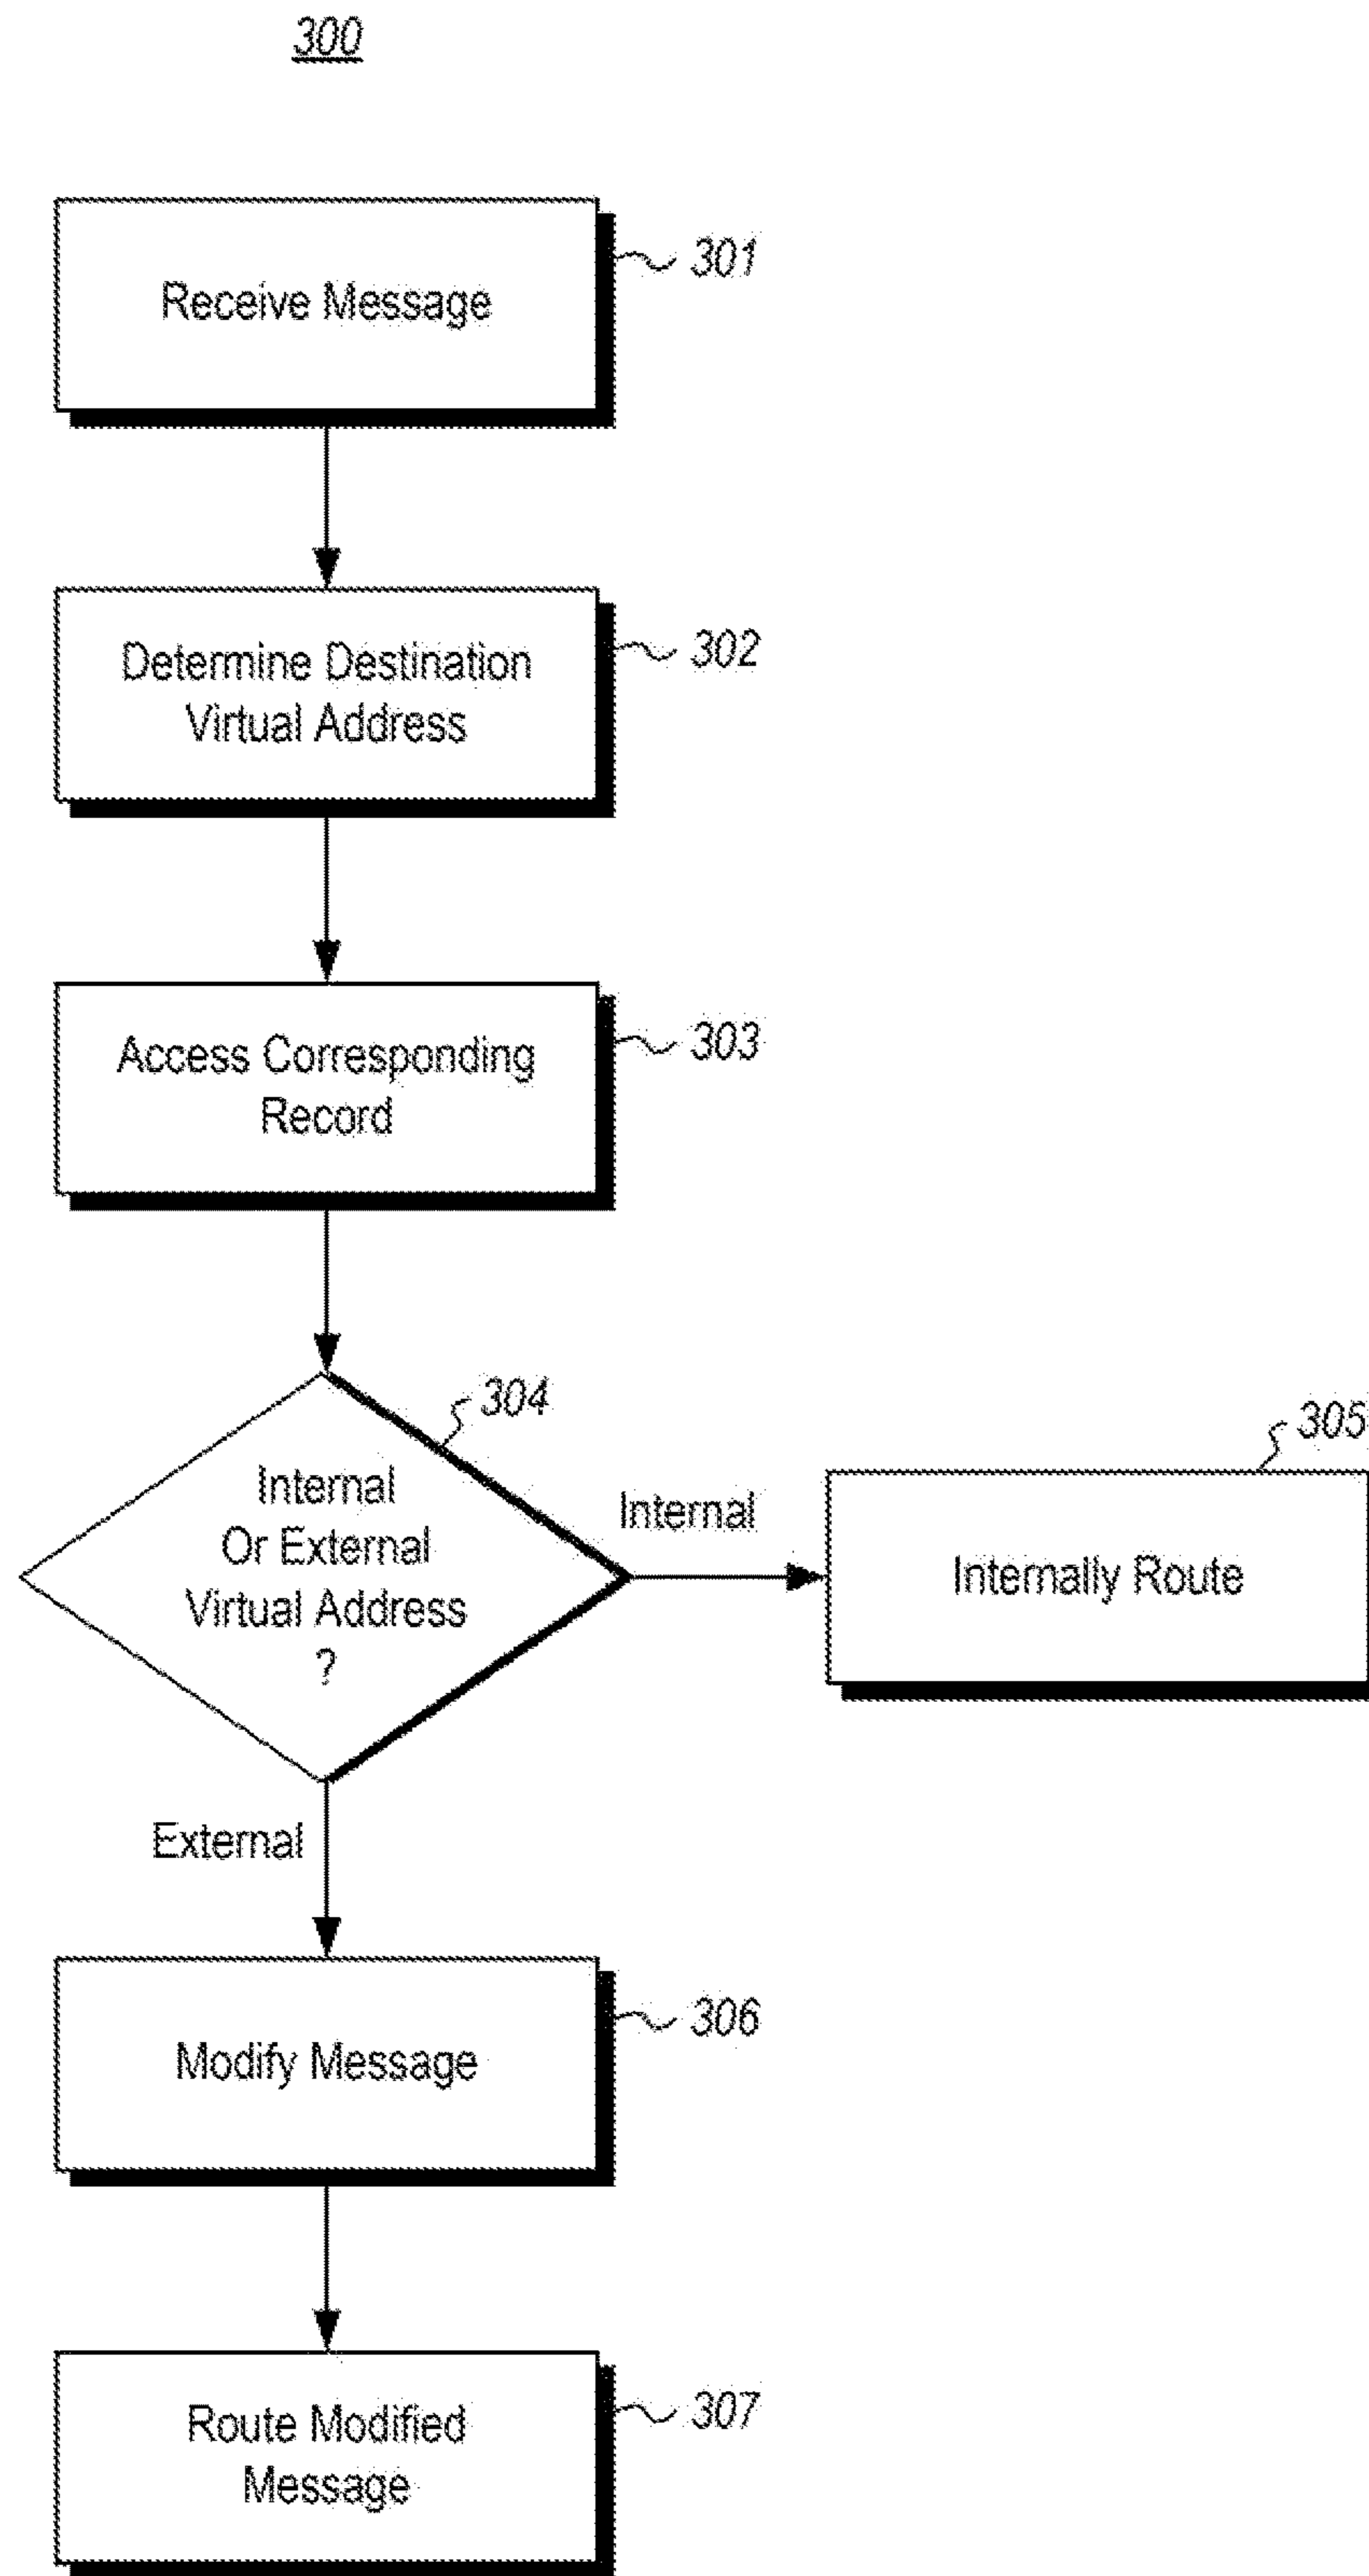 300
Receive Message
301
Determine Destination
Virtual Address
302
Access Corresponding
Record
303
304
Internal
Or External
Virtual Address
?
Internal
305
Internally Route
External
Modify Message
306
Route Modified
Message
307